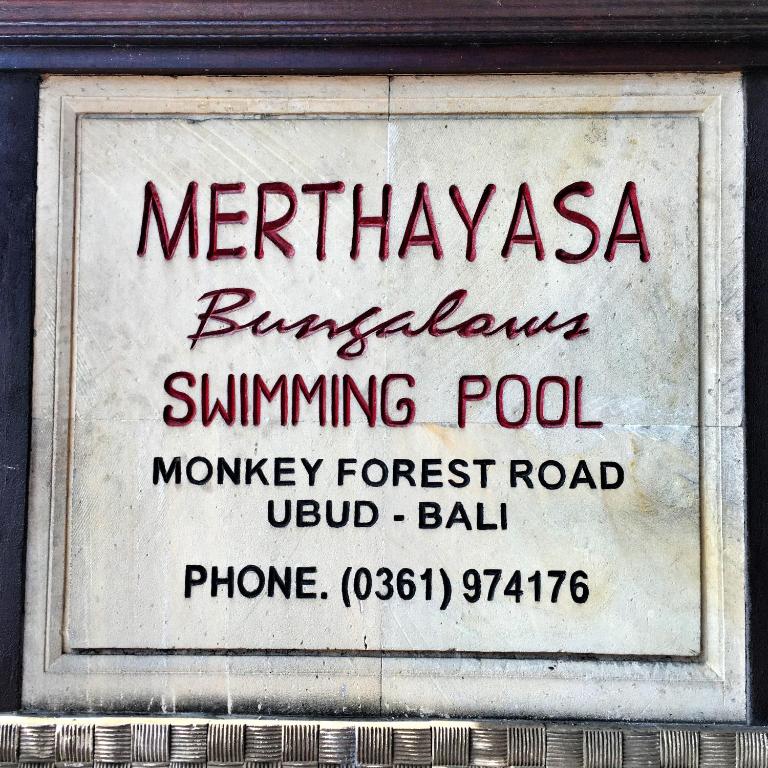 MERTHAYASA
Bungalows
SWIMMING POOL
MONKEY FOREST ROAD
UBUD - BALI
PHONE. (0361) 974176